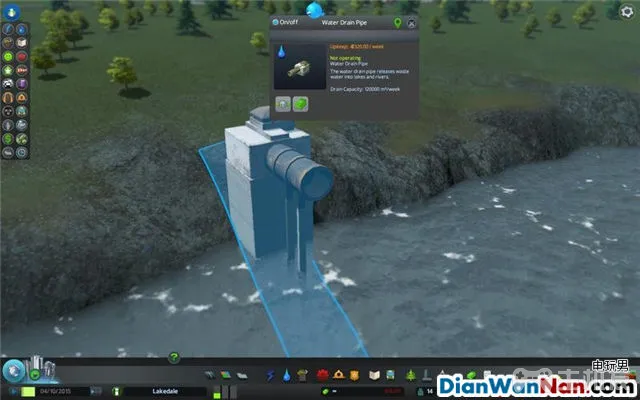 On/off Water Drain Pipe
Upkeep: ₡320.00 / week
Not operating
Water Drain Pipe
The water drain pipe releases waste
water into lakes and rivers.
Drain Capacity: 120000 m³/week
04/10/2015
Lakedale
电玩男
DianWanNan.com